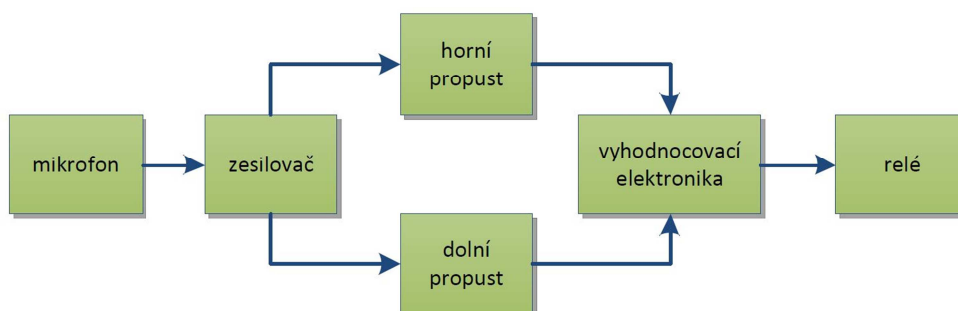 mikrofon
zesilovač
horní
propust
dolní
propust
vyhodnocovací
elektronika
relé